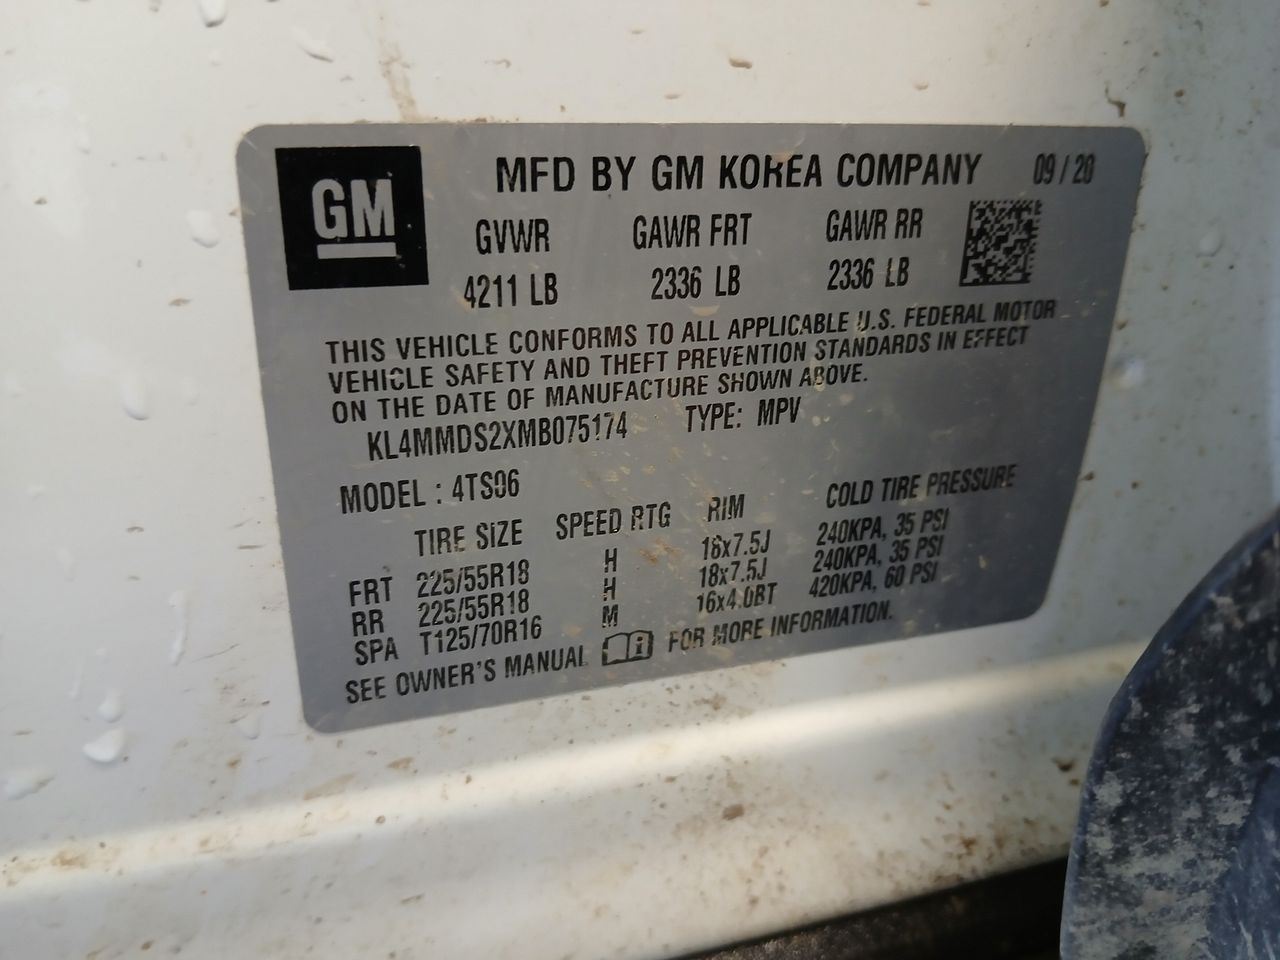 GM
MFD BY GM KOREA COMPANY 09/20
GVWR GAWR FRT GAWR RR
4211 LB 2336 LB 2336 LB
THIS VEHICLE CONFORMS TO ALL APPLICABLE U.S. FEDERAL MOTOR
VEHICLE SAFETY AND THEFT PREVENTION STANDARDS IN EFFECT
ON THE DATE OF MANUFACTURE SHOWN ABOVE.
KL4MMDS2XMB075174 TYPE: MPV
MODEL : 4TS06
TIRE SIZE SPEED RTG RIM COLD TIRE PRESSURE
FRT 225/55R18 H 18x7.5J 240KPA, 35 PSI
RR 225/55R18 H 18x7.5J 240KPA, 35 PSI
SPA T125/70R16 M 16x4.0BT 420KPA, 60 PSI
SEE OWNER'S MANUAL i FOR MORE INFORMATION.